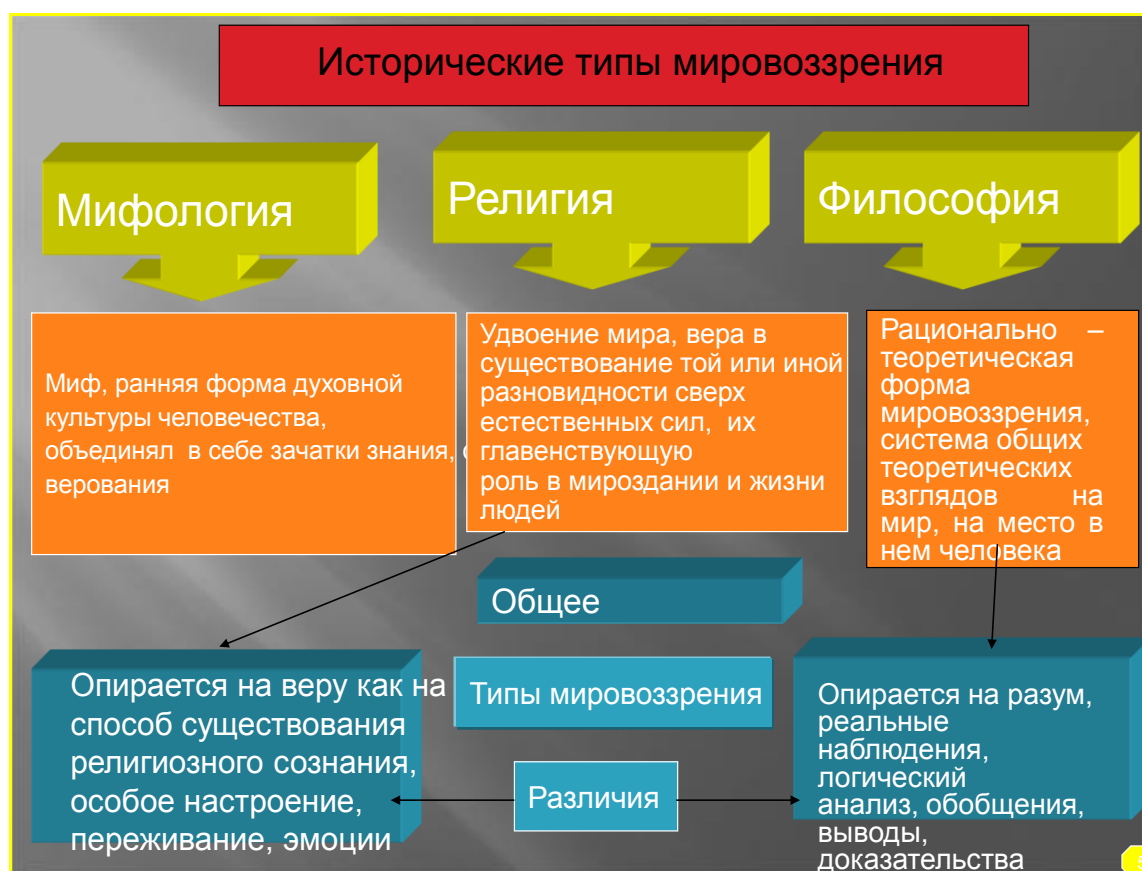 Исторические типы мировоззрения
Мифология
Религия
Философия
Миф, ранняя форма духовной
культуры человечества,
объединял в себе зачатки знания,
верования
Удвоение мира, вера в
существование той или иной
разновидности сверх
естественных сил, их
главенствующую
роль в мироздании и жизни
людей
Рационально –
теоретическая
форма
мировоззрения,
система общих
теоретических
взглядов на
мир, на место в
нем человека
Общее
Опирается на веру как на
способ существования
религиозного сознания,
особое настроение,
переживание, эмоции
Типы мировоззрения
Различия
Опирается на разум,
реальные
наблюдения,
логический
анализ, обобщения,
выводы,
доказательства